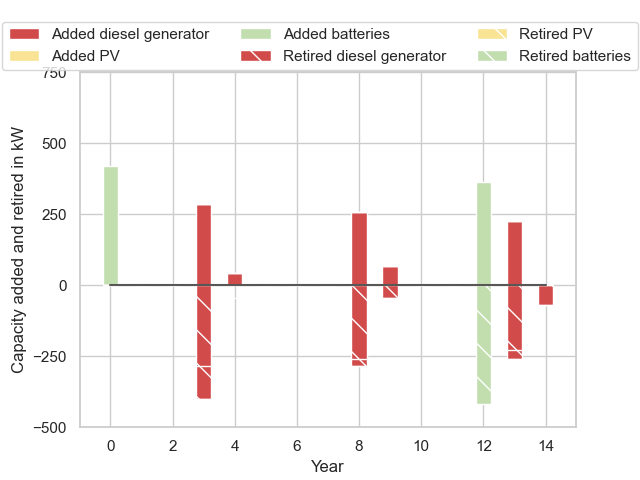 Added diesel generator Added batteries Retired PV
Added PV Retired diesel generator Retired batteries
750
500
250
0
−250
−500
Capacity added and retired in kW
0 2 4 6 8 10 12 14
Year